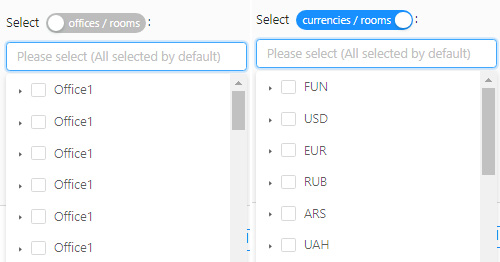 Select offices / rooms :
Please select (All selected by default)
Office1
Office1
Office1
Office1
Office1
Office1
Select currencies / rooms :
Please select (All selected by default)
FUN
USD
EUR
RUB
ARS
UAH